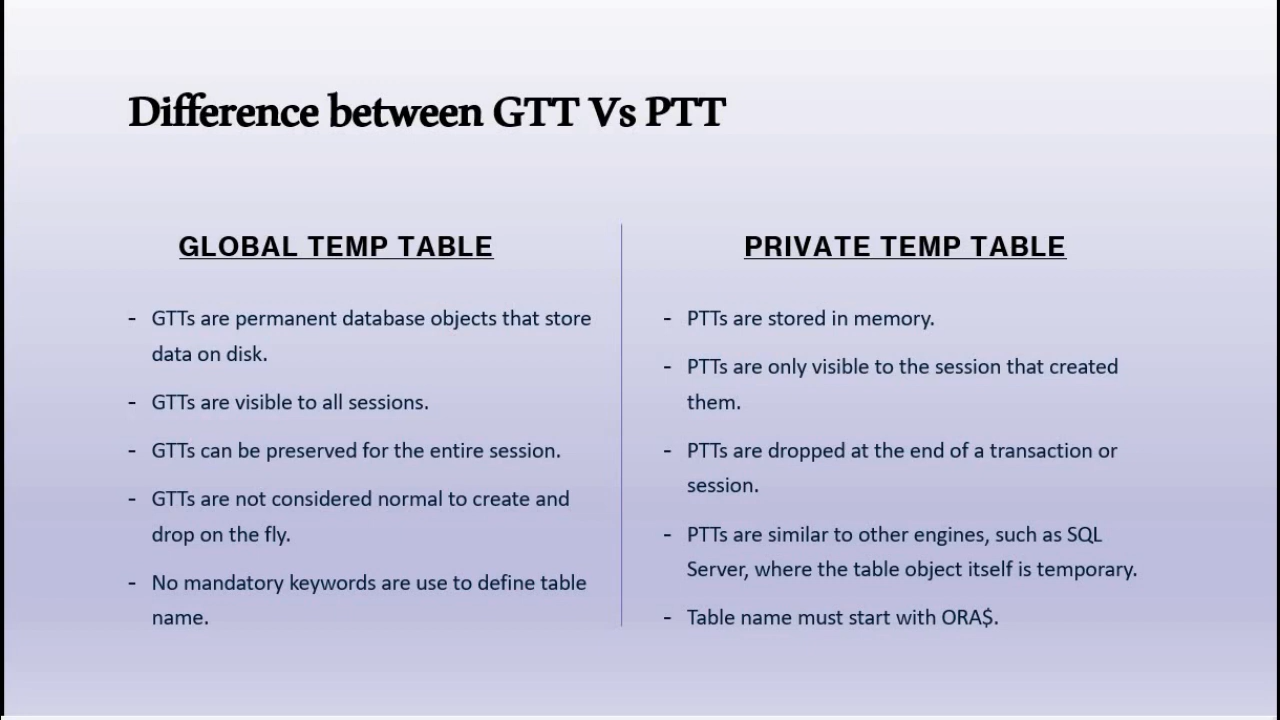 Difference between GTT Vs PTT
GLOBAL TEMP TABLE
- GTTs are permanent database objects that store
data on disk.
- GTTs are visible to all sessions.
- GTTs can be preserved for the entire session.
- GTTs are not considered normal to create and
drop on the fly.
- No mandatory keywords are use to define table
name.
PRIVATE TEMP TABLE
- PTTs are stored in memory.
- PTTs are only visible to the session that created
them.
- PTTs are dropped at the end of a transaction or
session.
- PTTs are similar to other engines, such as SQL
Server, where the table object itself is temporary.
- Table name must start with ORA$.